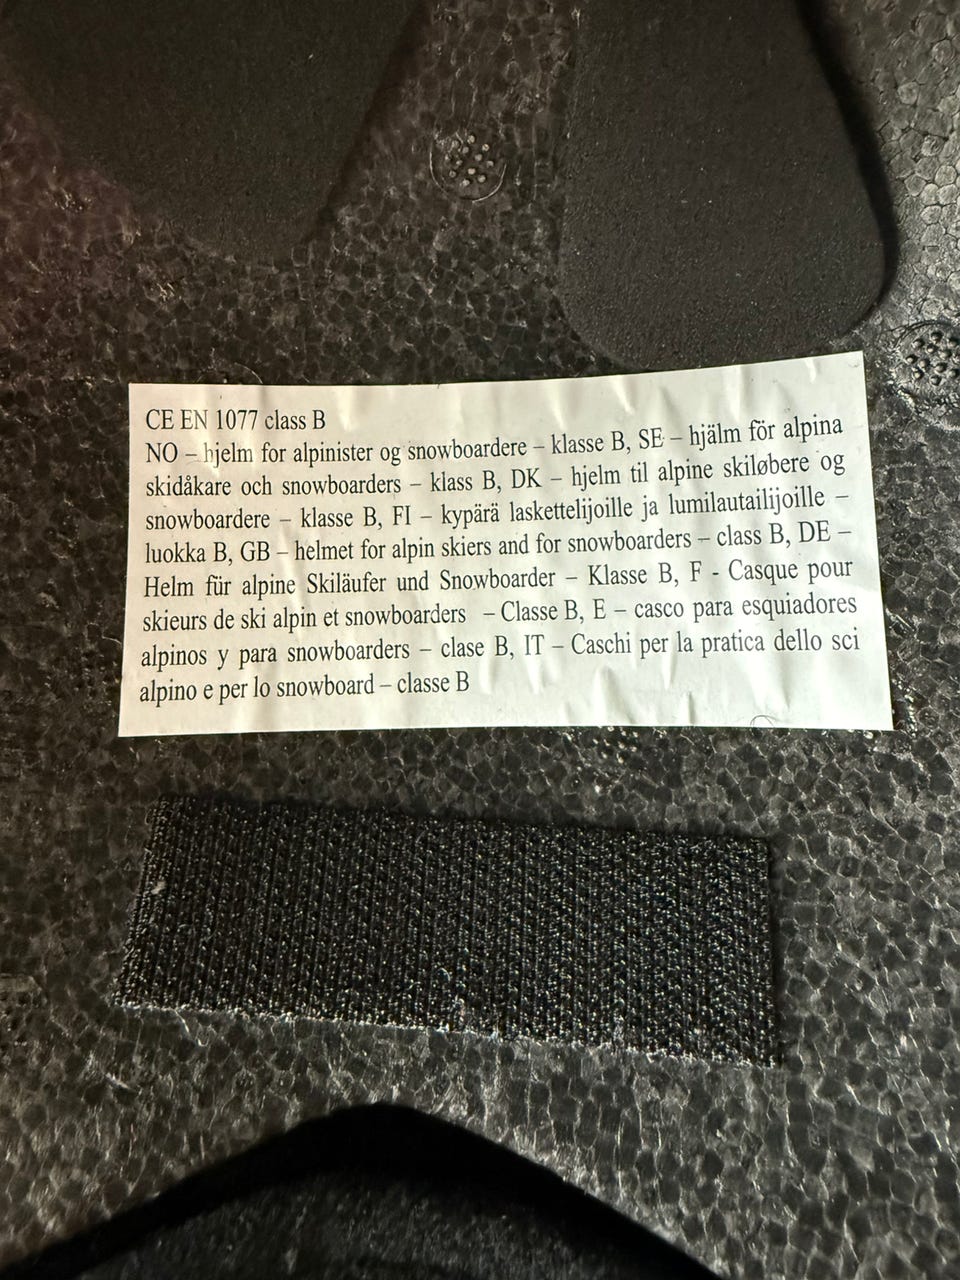 CE EN 1077 class B
NO – hjelm for alpinister og snowboardere – klasse B, SE – hjälm för alpina
skidåkare och snowboarders – klass B, DK – hjelm til alpine skiløbere og
snowboardere – klasse B, FI – kypärä laskettelijoille ja lumilautailijoille –
luokka B, GB – helmet for alpin skiers and for snowboarders – class B, DE –
Helm für alpine Skiläufer und Snowboarder – Klasse B, F - Casque pour
skieurs de ski alpin et snowboarders – Classe B, E – casco para esquiadores
alpinos y para snowboarders – clase B, IT – Caschi per la pratica dello sci
alpino e per lo snowboard – classe B